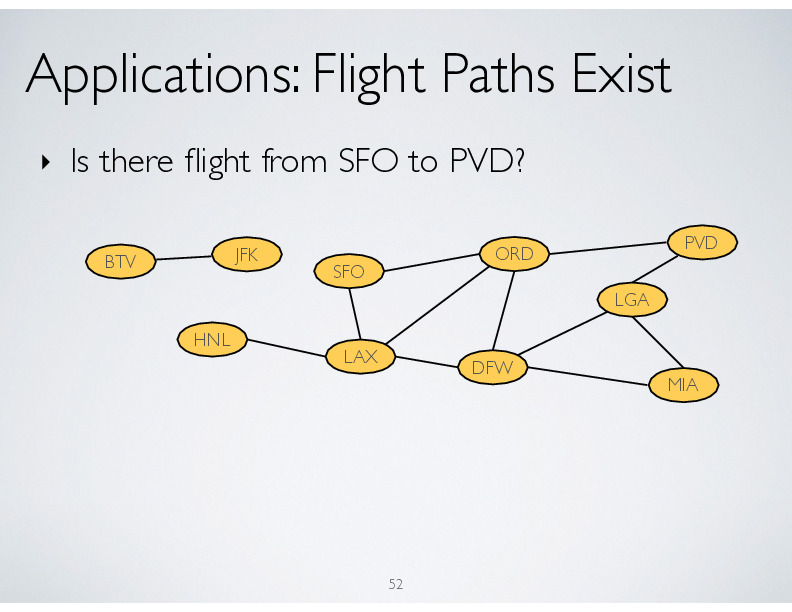 Applications: Flight Paths Exist
‣ Is there flight from SFO to PVD?
BTV
JFK
SFO
ORD
PVD
LGA
HNL
LAX
DFW
MIA
52